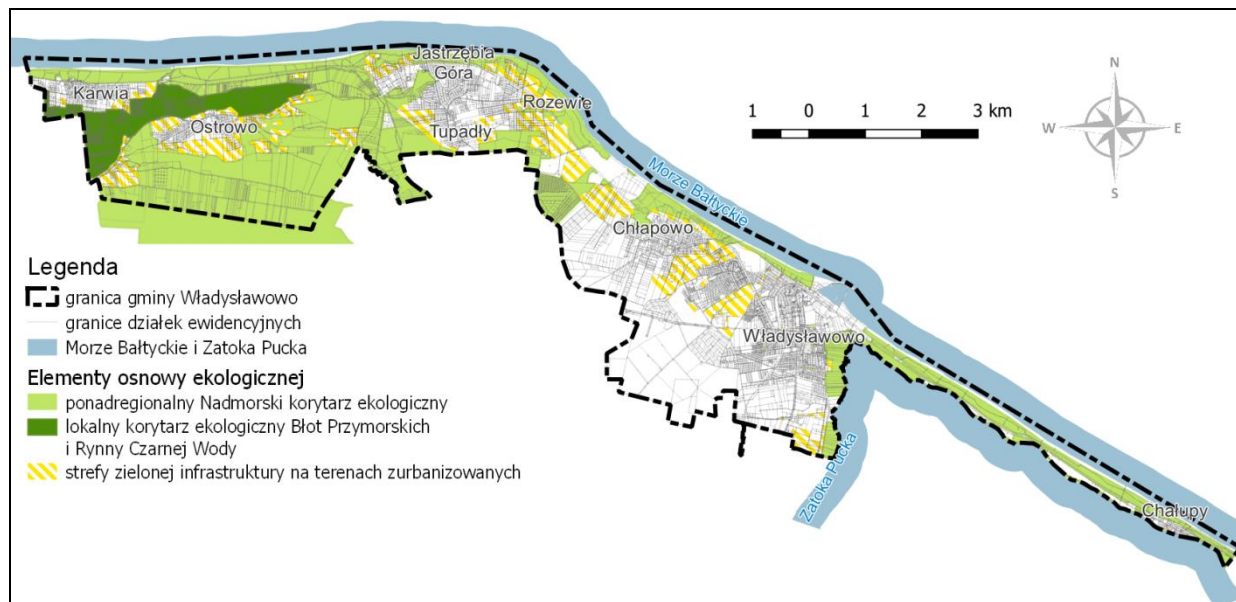 Jastrzębia
Góra
Karwia
Rozewie
Ostrowo
Tupadły
1 0 1 2 3 km
N
W E
S
Morze Bałtyckie
Chłapowo
Władysławowo
Zatoka Pucka
Chałupy
Legenda
granica gminy Władysławowo
granice działek ewidencyjnych
Morze Bałtyckie i Zatoka Pucka
Elementy osnowy ekologicznej
ponadregionalny Nadmorski korytarz ekologiczny
lokalny korytarz ekologiczny Błot Przymorskich
i Rynny Czarnej Wody
strefy zielonej infrastruktury na terenach zurbanizowanych